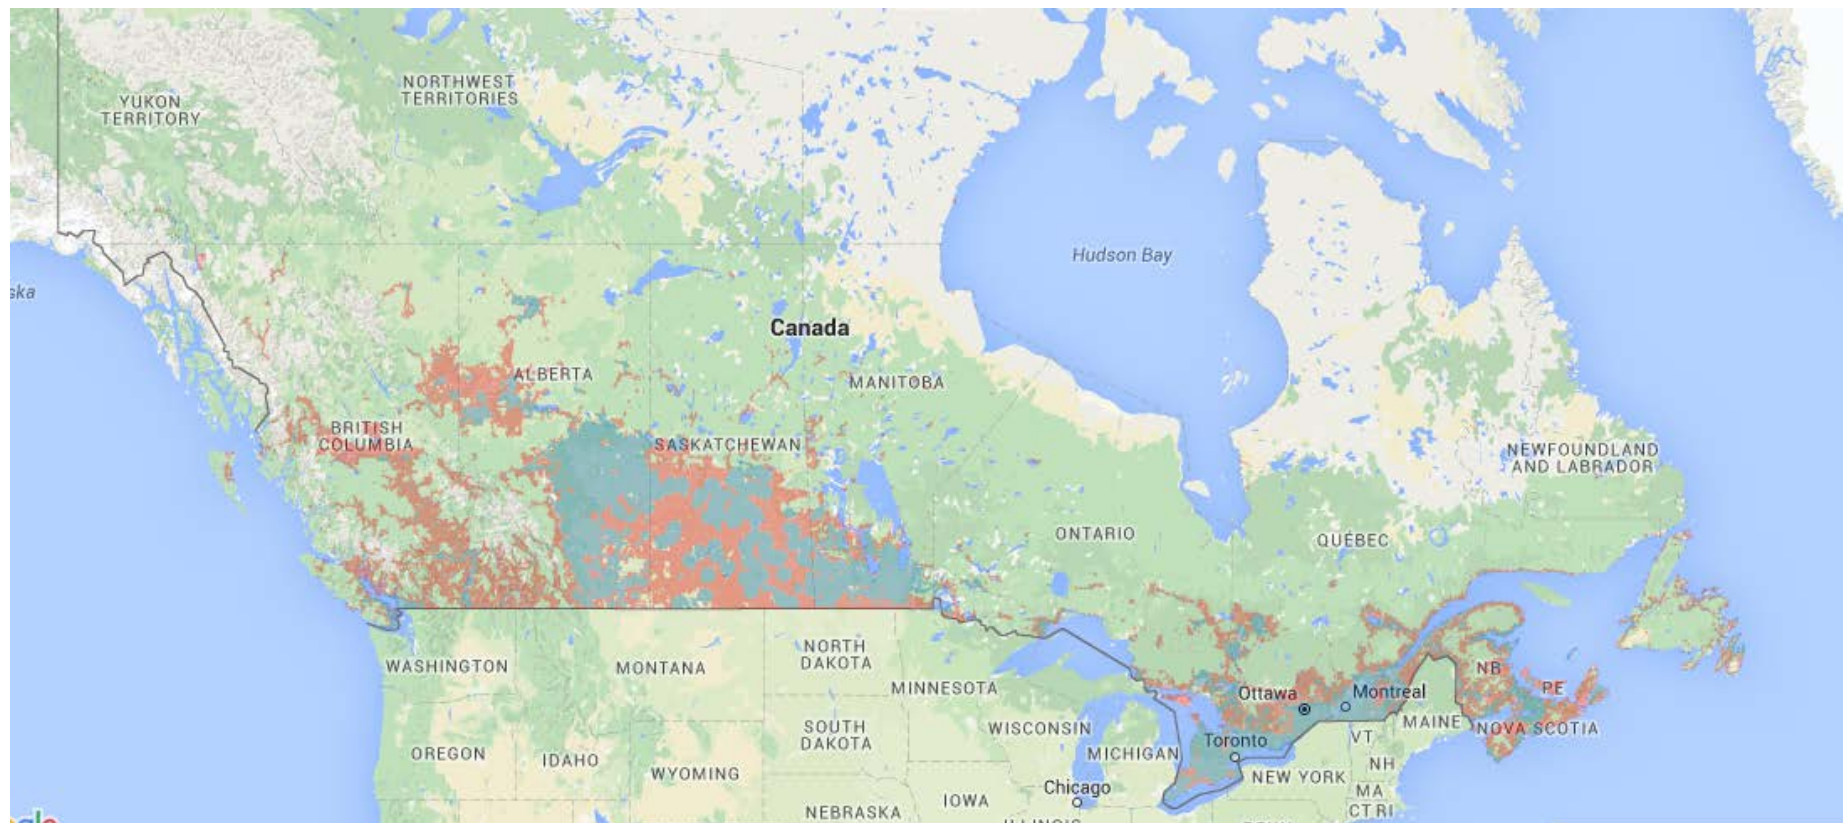 NORTHWEST
TERRITORIES
YUKON
TERRITORY
Hudson Bay
ska
Canada
ALBERTA
MANITOBA
BRITISH
COLUMBIA
SASKATCHEWAN
NEWFOUNDLAND
AND LABRADOR
ONTARIO
QUÉBEC
WASHINGTON
MONTANA
NORTH
DAKOTA
MINNESOTA
NB
PE
Ottawa
Montreal
MAINE
NOVA SCOTIA
OREGON
IDAHO
WYOMING
SOUTH
DAKOTA
WISCONSIN
MICHIGAN
Toronto
VT
NH
NEW YORK
MA
CT RI
Chicago
IOWA
NEBRASKA